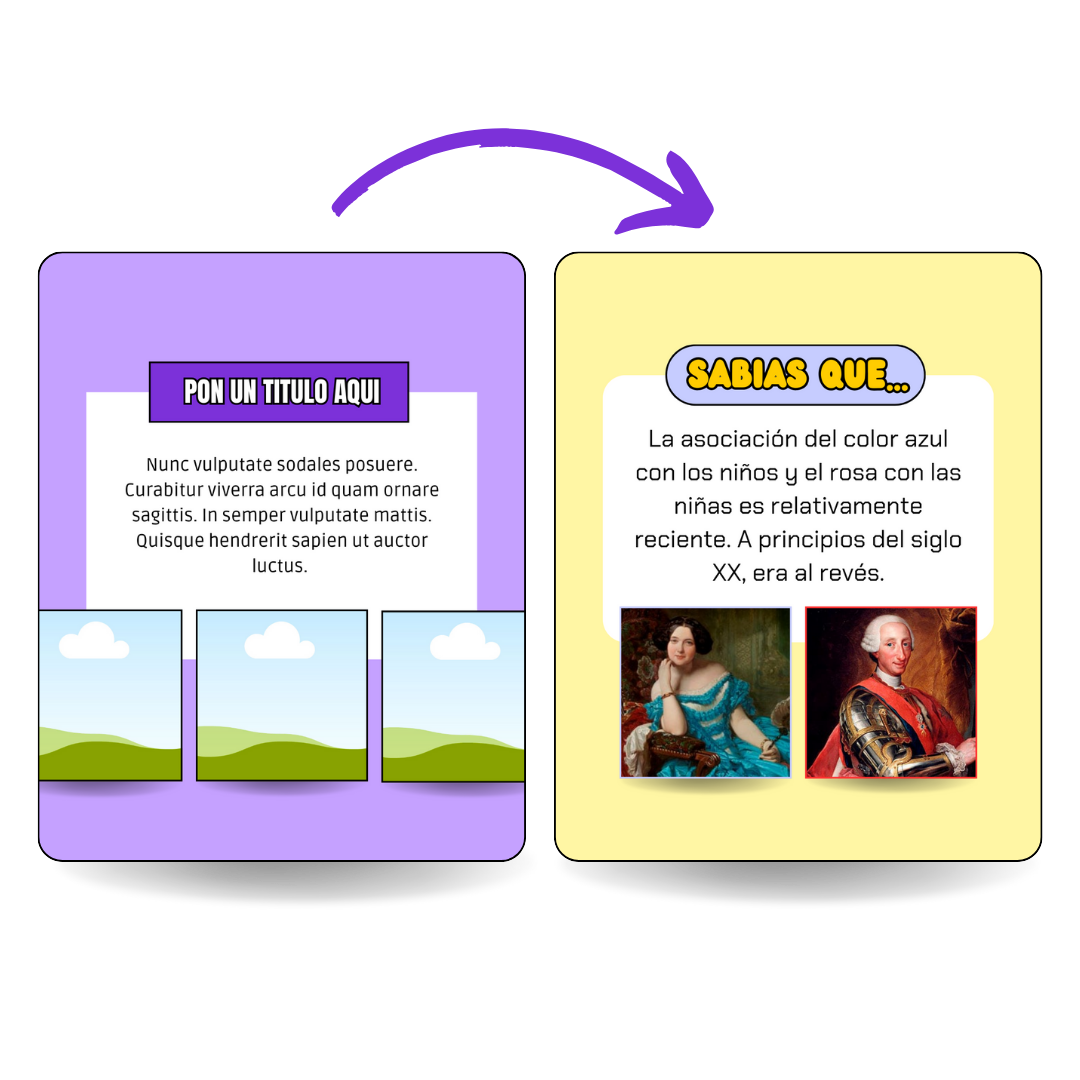 PON UN TITULO AQUI
Nunc vulputate sodales posuere.
Curabitur viverra arcu id quam ornare
sagittis. In semper vulputate mattis.
Quisque hendrerit sapien ut auctor
luctus.
SABIAS QUE...
La asociación del color azul
con los niños y el rosa con las
niñas es relativamente
reciente. A principios del siglo
XX, era al revés.